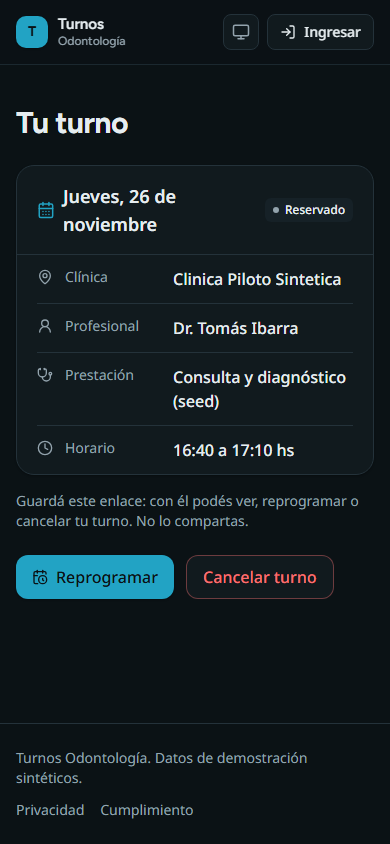 T
Turnos
Odontología
Ingresar
Tu turno
Jueves, 26 de
noviembre
Reservado
Clínica
Clinica Piloto Sintetica
Profesional
Dr. Tomás Ibarra
Prestación
Consulta y diagnóstico
(seed)
Horario
16:40 a 17:10 hs
Guardá este enlace: con él podés ver, reprogramar o
cancelar tu turno. No lo compartas.
Reprogramar
Cancelar turno
Turnos Odontología. Datos de demostración
sintéticos.
Privacidad
Cumplimiento